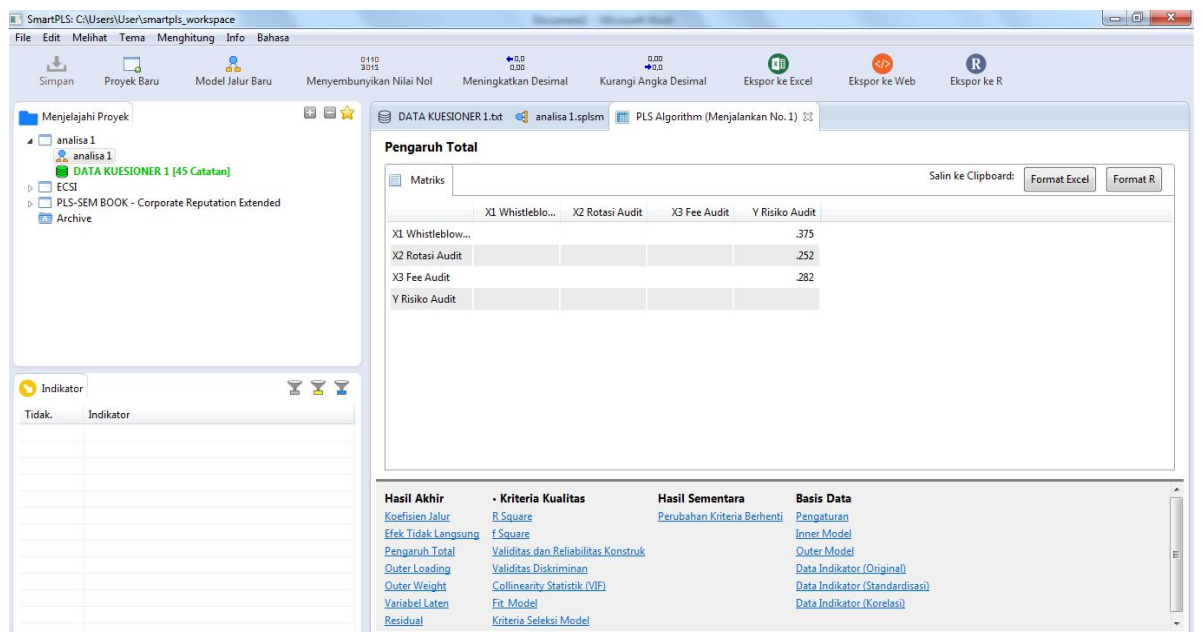 SmartPLS: C:\Users\User\smartpls_workspace
File Edit Melihat Tema Menghitung Info Bahasa
Simpan Proyek Baru Model Jalur Baru Menyembunyikan Nilai Nol Meningkatkan Desimal Kurangi Angka Desimal Ekspor ke Excel Ekspor ke Web Ekspor ke R
Menjelajahi Proyek
analisa 1
analisa 1
DATA KUESIONER 1 [45 Catatan]
ECSI
PLS-SEM BOOK - Corporate Reputation Extended
Archive
Indikator
Tidak. Indikator
DATA KUESIONER 1.txt analisa 1.splsm PLS Algorithm (Menjalankan No. 1)
Pengaruh Total
Matriks Salin ke Clipboard: Format Excel Format R
X1 Whistleblo... X2 Rotasi Audit X3 Fee Audit Y Risiko Audit
X1 Whistleblow... .375
X2 Rotasi Audit .252
X3 Fee Audit .282
Y Risiko Audit
Hasil Akhir • Kriteria Kualitas Hasil Sementara Basis Data
Koefisien Jalur R Square Perubahan Kriteria Berhenti Pengaturan
Efek Tidak Langsung f Square Inner Model
Pengaruh Total Validitas dan Reliabilitas Konstruk Outer Model
Outer Loading Validitas Diskriminan Data Indikator (Original)
Outer Weight Collinearity Statistik (VIF) Data Indikator (Standardisasi)
Variabel Laten Fit Model Data Indikator (Korelasi)
Residual Kriteria Seleksi Model